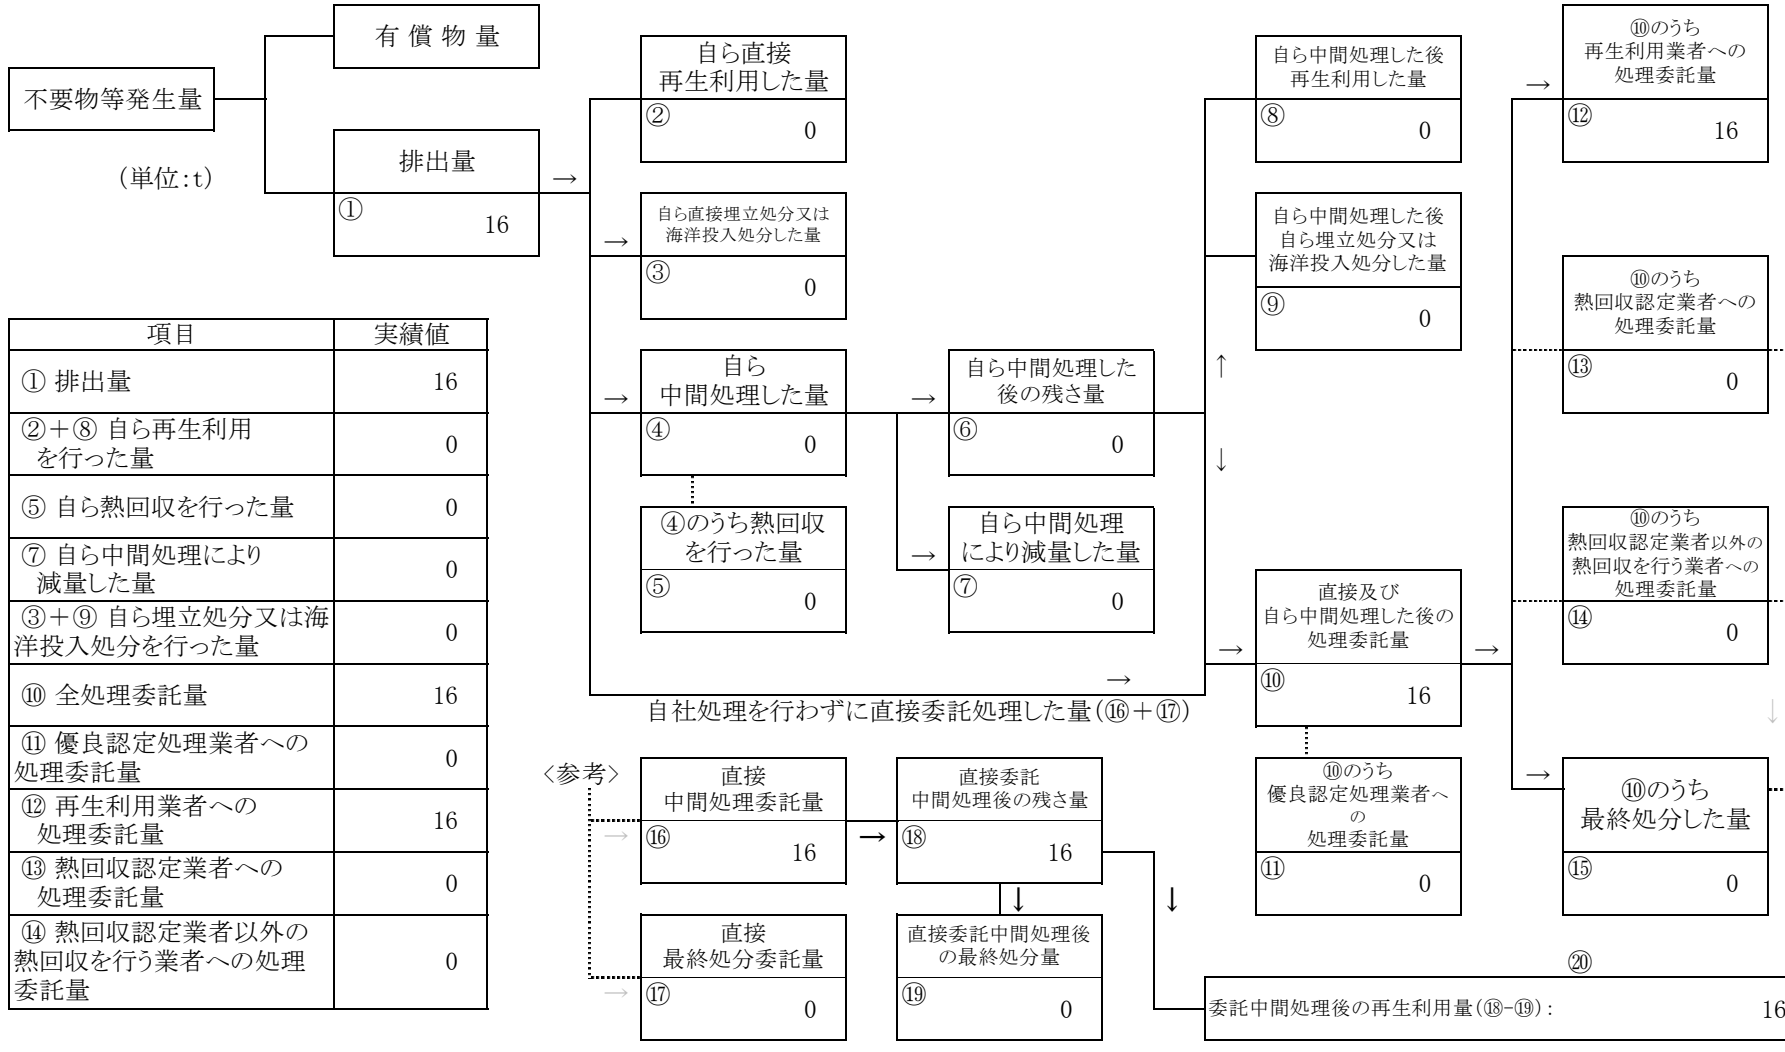 有償物量
不要物等発生量
(単位:t)
排出量
①
16
→
自ら直接
再生利用した量
②
0
→
自ら直接埋立処分又は
海洋投入処分した量
③
0
→
自ら
中間処理した量
④
0
④のうち熱回収
を行った量
⑤
0
→
自ら中間処理した
後の残さ量
⑥
0
→
自ら中間処理
により減量した量
⑦
0
→
自社処理を行わずに直接委託処理した量(⑯+⑰)
自ら中間処理した後
再生利用した量
⑧
0
自ら中間処理した後
自ら埋立処分又は
海洋投入処分した量
⑨
0
↑
↓
→
直接及び
自ら中間処理した後の
処理委託量
⑩
16
→
⑩のうち
優良認定処理業者へ
の
処理委託量
⑪
0
→
⑩のうち
再生利用業者への
処理委託量
⑫
16
⑩のうち
熱回収認定業者への
処理委託量
⑬
0
⑩のうち
熱回収認定業者以外の
熱回収を行う業者への
処理委託量
⑭
0
↓
→
⑩のうち
最終処分した量
⑮
0
項目 実績値
① 排出量 16
②+⑧ 自ら再生利用
を行った量 0
⑤ 自ら熱回収を行った量 0
⑦ 自ら中間処理により
減量した量 0
③+⑨ 自ら埋立処分又は海
洋投入処分を行った量 0
⑩ 全処理委託量 16
⑪ 優良認定処理業者への
処理委託量 0
⑫ 再生利用業者への
処理委託量 16
⑬ 熱回収認定業者への
処理委託量 0
⑭ 熱回収認定業者以外の
熱回収を行う業者への処理
委託量 0
<参考>
→
直接
中間処理委託量
⑯
16
→
直接委託
中間処理後の残さ量
⑱
16
↓
↓
→
直接
最終処分委託量
⑰
0
直接委託中間処理後
の最終処分量
⑲
0
⑳
委託中間処理後の再生利用量(⑱-⑲): 16